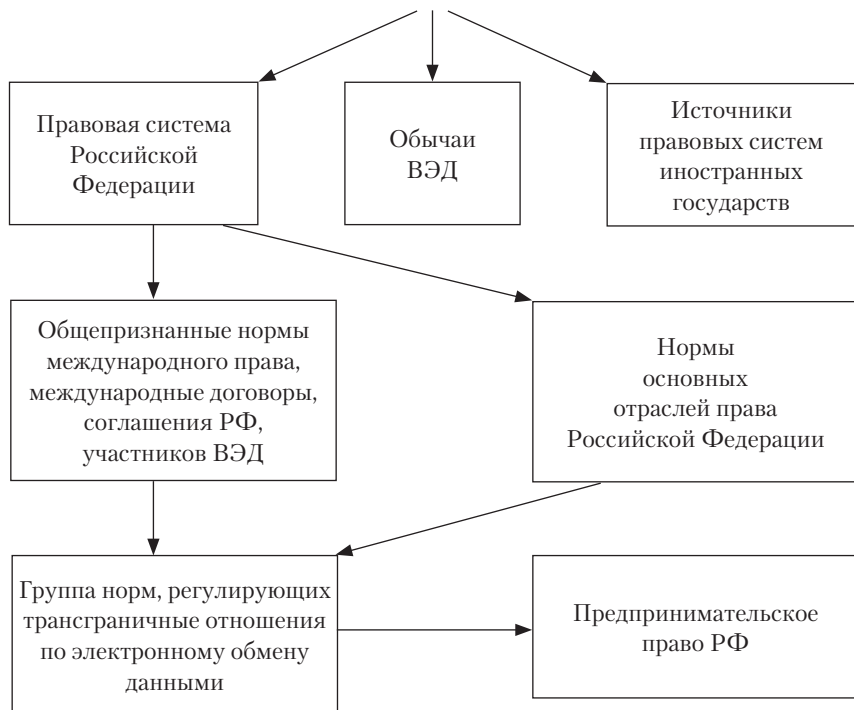 Правовая система
Российской
Федерации
Обычаи
ВЭД
Источники
правовых систем
иностранных
государств
Общепризнанные нормы
международного права,
международные договоры,
соглашения РФ,
участников ВЭД
Нормы
основных
отраслей права
Российской Федерации
Группа норм, регулирующих
трансграничные отношения
по электронному обмену
данными
Предпринимательское
право РФ